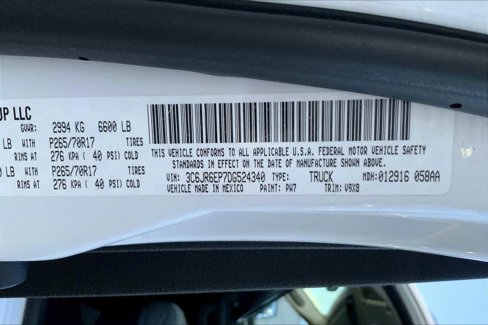 UP LLC
GVWR: 2994 KG 6600 LB
LB WITH P265/70R17 TIRES
RIMS AT 276 KPA ( 40 PSI) COLD
LB WITH P265/70R17 TIRES
RIMS AT 276 KPA ( 40 PSI) COLD
THIS VEHICLE CONFORMS TO ALL APPLICABLE U.S.A. FEDERAL MOTOR VEHICLE SAFETY
STANDARDS IN EFFECT ON THE DATE OF MANUFACTURE SHOWN ABOVE.
VIN: 3C6JR6EP7DG524340 TYPE: TRUCK MDH: 012916 058AA
VEHICLE MADE IN MEXICO PAINT: PW7 TRIM: V9X8